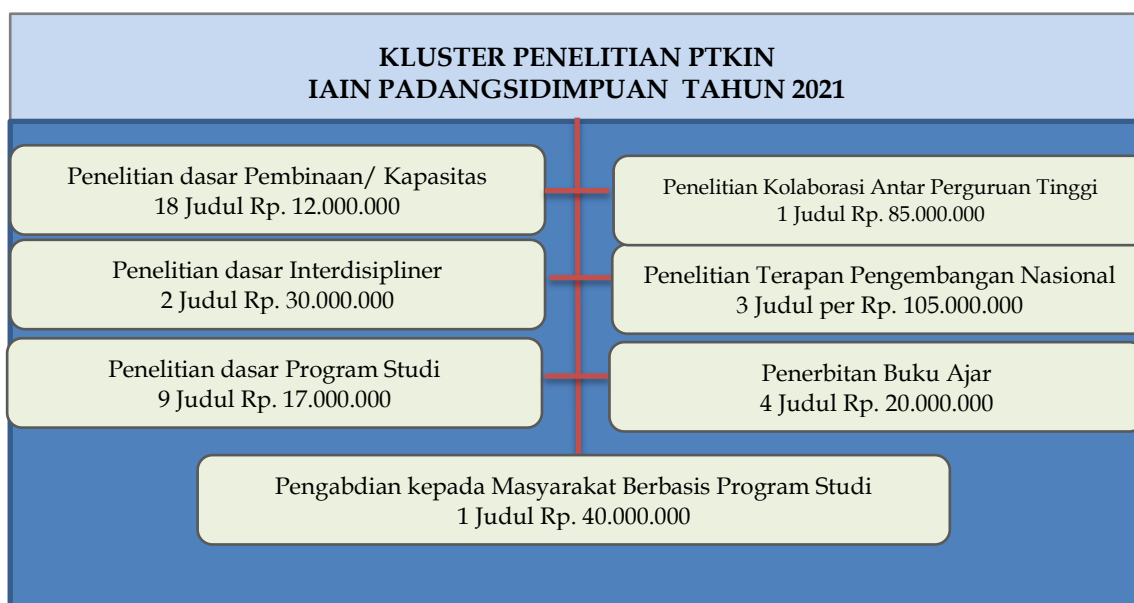 KLUSTER PENELITIAN PTKIN
IAIN PADANGSIDIMPUAN TAHUN 2021
Penelitian dasar Pembinaan/ Kapasitas
18 Judul Rp. 12.000.000
Penelitian Kolaborasi Antar Perguruan Tinggi
1 Judul Rp. 85.000.000
Penelitian dasar Interdisipliner
2 Judul Rp. 30.000.000
Penelitian Terapan Pengembangan Nasional
3 Judul per Rp. 105.000.000
Penelitian dasar Program Studi
9 Judul Rp. 17.000.000
Penerbitan Buku Ajar
4 Judul Rp. 20.000.000
Pengabdian kepada Masyarakat Berbasis Program Studi
1 Judul Rp. 40.000.000